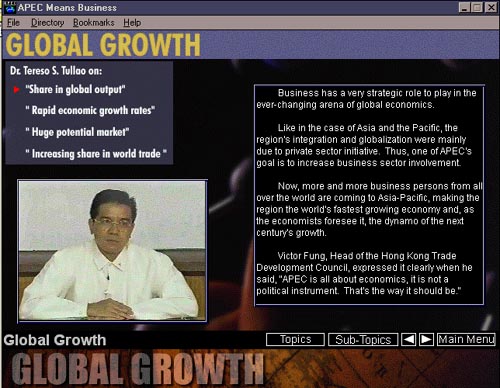 APEC Means Business
File Directory Bookmarks Help
GLOBAL GROWTH
Dr. Tereso S. Tullao on:
"Share in global output"
" Rapid economic growth rates"
" Huge potential market"
" Increasing share in world trade "
Business has a very strategic role to play in the
ever-changing arena of global economics.
Like in the case of Asia and the Pacific, the
region's integration and globalization were mainly
due to private sector initiative. Thus, one of APEC's
goal is to increase business sector involvement.
Now, more and more business persons from all
over the world are coming to Asia-Pacific, making the
region the world's fastest growing economy and, as
the economists foresee it, the dynamo of the next
century's growth.
Victor Fung, Head of the Hong Kong Trade
Development Council, expressed it clearly when he
said, "APEC is all about economics, it is not a
political instrument. That's the way it should be."
Global Growth
Topics Sub-Topics Main Menu
GLOBAL GROWTH